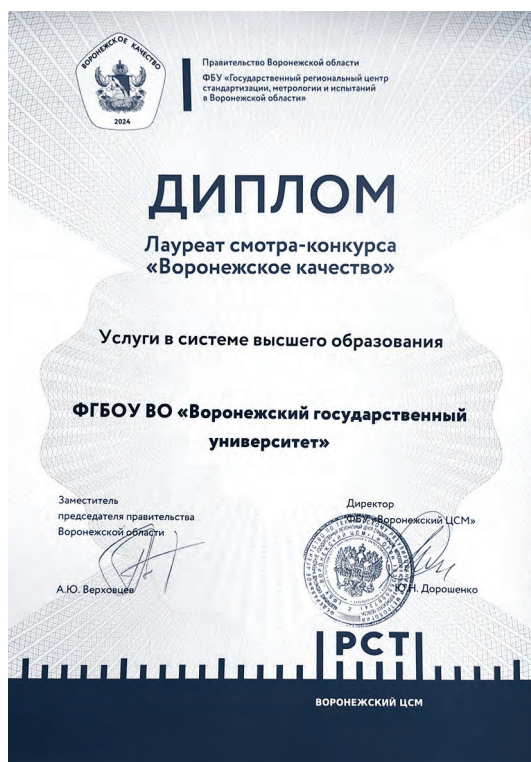 ВОРОНЕЖСКОЕ КАЧЕСТВО
2024
Правительство Воронежской области
ФБУ «Государственный региональный центр
стандартизации, метрологии и испытаний
в Воронежской области»
ДИПЛОМ
Лауреат смотра-конкурса
«Воронежское качество»
Услуги в системе высшего образования
ФГБОУ ВО «Воронежский государственный
университет»
Заместитель
председателя правительства
Воронежской области
А.Ю. Верховцев
Директор
ФБУ «Воронежский ЦСМ»
Ю.Н. Дорошенко
РСТ
ВОРОНЕЖСКИЙ ЦСМ